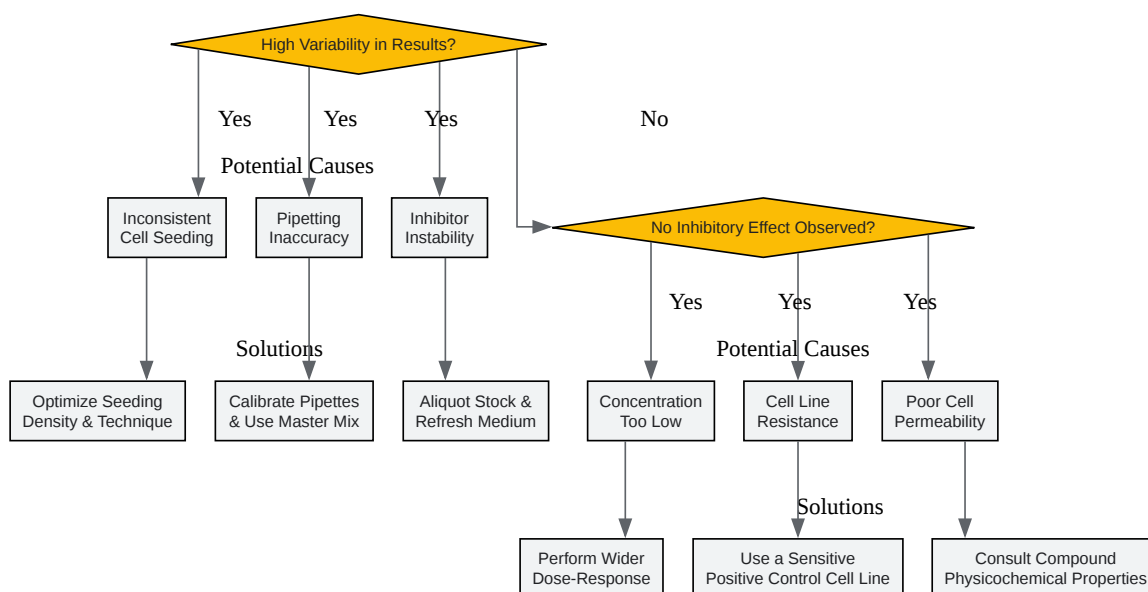 High Variability in Results?
Yes
Yes
Yes
No
Potential Causes
Inconsistent
Cell Seeding
Pipetting
Inaccuracy
Inhibitor
Instability
No Inhibitory Effect Observed?
Yes
Yes
Yes
Solutions
Potential Causes
Optimize Seeding
Density & Technique
Calibrate Pipettes
& Use Master Mix
Aliquot Stock &
Refresh Medium
Concentration
Too Low
Cell Line
Resistance
Poor Cell
Permeability
Solutions
Perform Wider
Dose-Response
Use a Sensitive
Positive Control Cell Line
Consult Compound
Physicochemical Properties